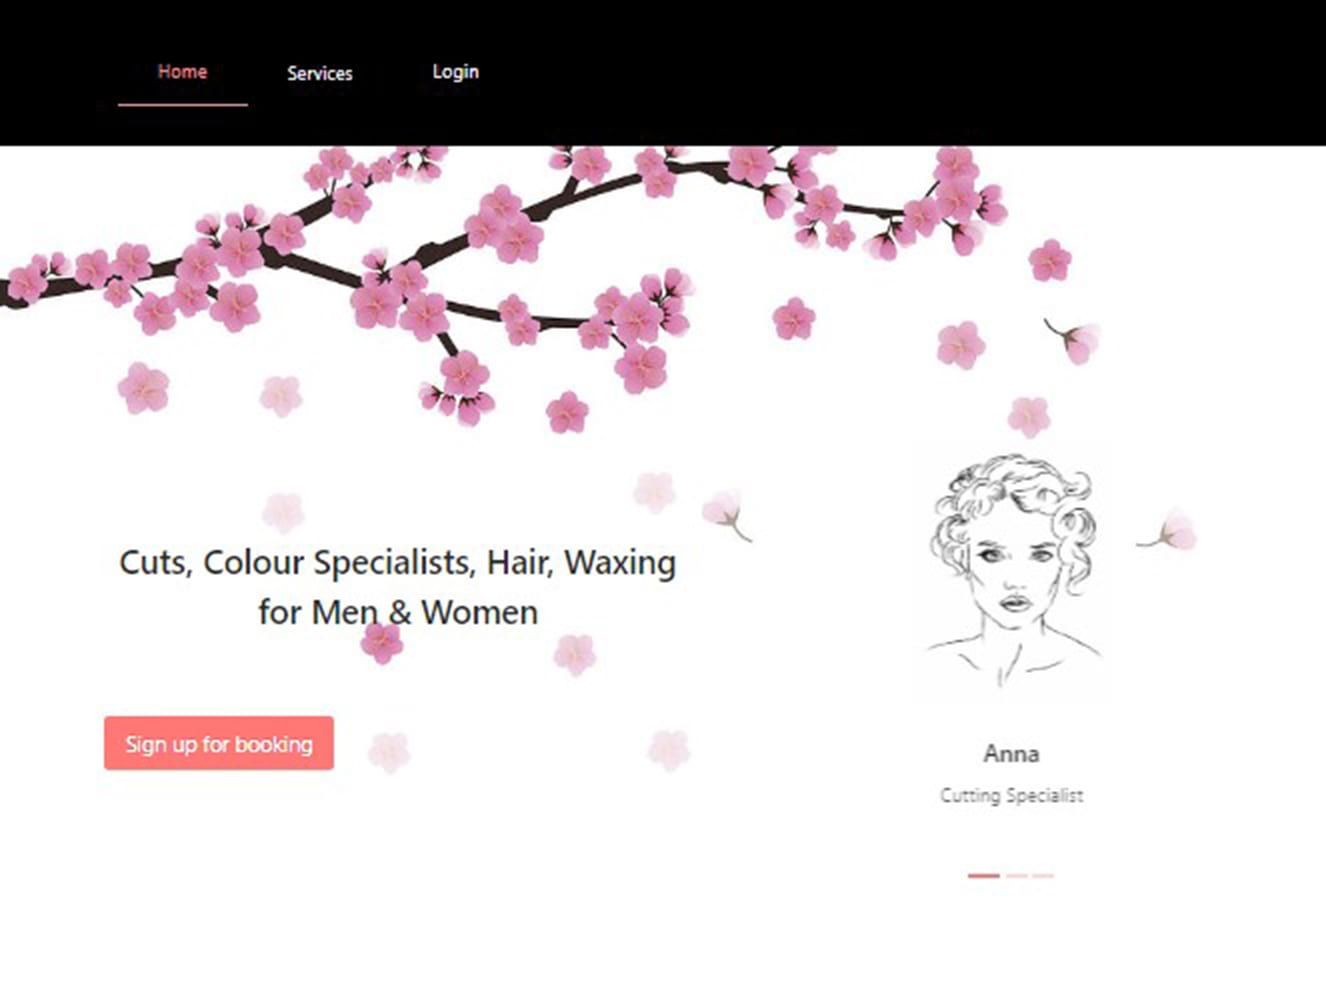 Home
Services
Login
Cuts, Colour Specialists, Hair, Waxing
for Men & Women
Sign up for booking
Anna
Cutting Specialist